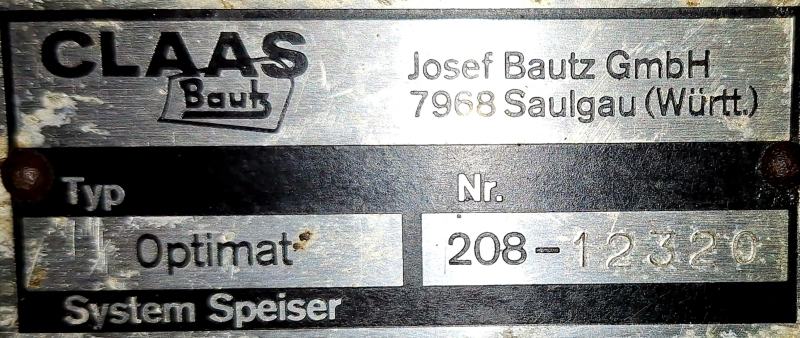 CLAAS
Bautz
Josef Bautz GmbH
7968 Saulgau (Württ.)
Typ
Nr.
Optimat
208-12320
System Speiser